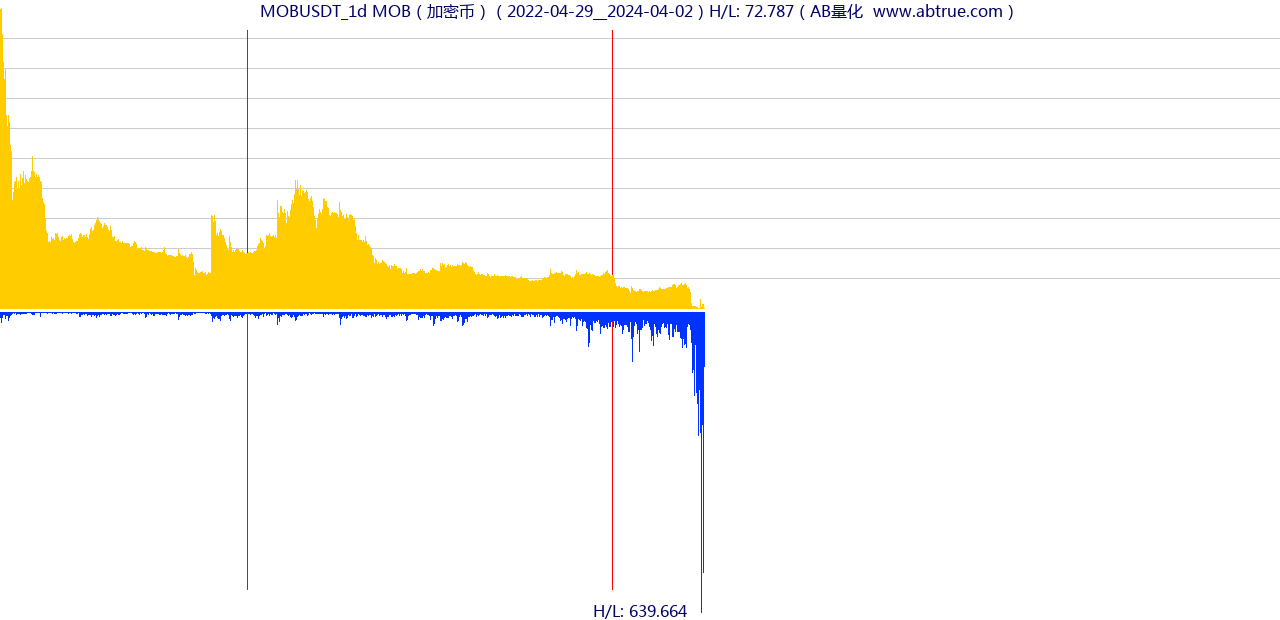 MOBUSDT_1d MOB ( 加密币 ) ( 2022-04-29__2024-04-02 ) H/L: 72.787 ( AB量化  www.abtrue.com )
H/L: 639.664